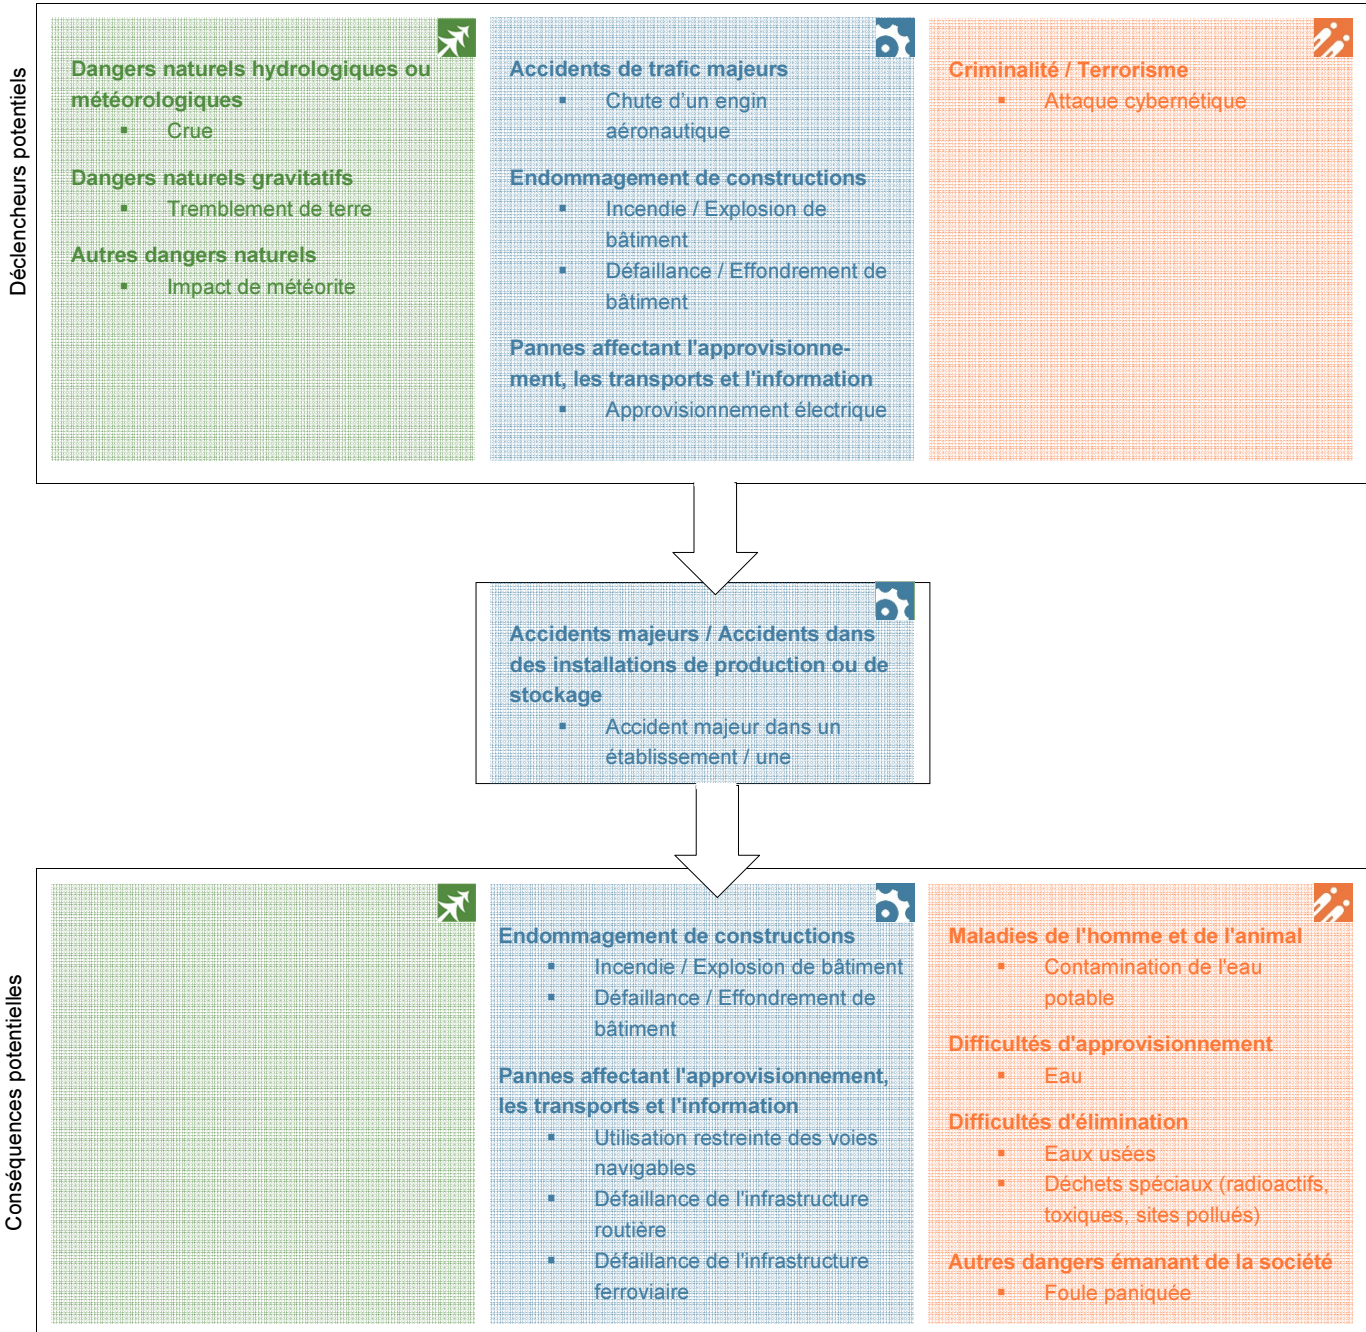 Déclencheurs potentiels
Dangers naturels hydrologiques ou
météorologiques
▪ Crue
Dangers naturels gravitatifs
▪ Tremblement de terre
Autres dangers naturels
▪ Impact de météorite
Accidents de trafic majeurs
▪ Chute d’un engin
aéronautique
Endommagement de constructions
▪ Incendie / Explosion de
bâtiment
▪ Défaillance / Effondrement de
bâtiment
Pannes affectant l'approvisionne-
ment, les transports et l'information
▪ Approvisionnement électrique
Criminalité / Terrorisme
▪ Attaque cybernétique
Accidents majeurs / Accidents dans
des installations de production ou de
stockage
▪ Accident majeur dans un
établissement / une
Conséquences potentielles
Endommagement de constructions
▪ Incendie / Explosion de bâtiment
▪ Défaillance / Effondrement de
bâtiment
Pannes affectant l'approvisionnement,
les transports et l'information
▪ Utilisation restreinte des voies
navigables
▪ Défaillance de l'infrastructure
routière
▪ Défaillance de l'infrastructure
ferroviaire
Maladies de l'homme et de l'animal
▪ Contamination de l'eau
potable
Difficultés d'approvisionnement
▪ Eau
Difficultés d'élimination
▪ Eaux usées
▪ Déchets spéciaux (radioactifs,
toxiques, sites pollués)
Autres dangers émanant de la société
▪ Foule paniquée